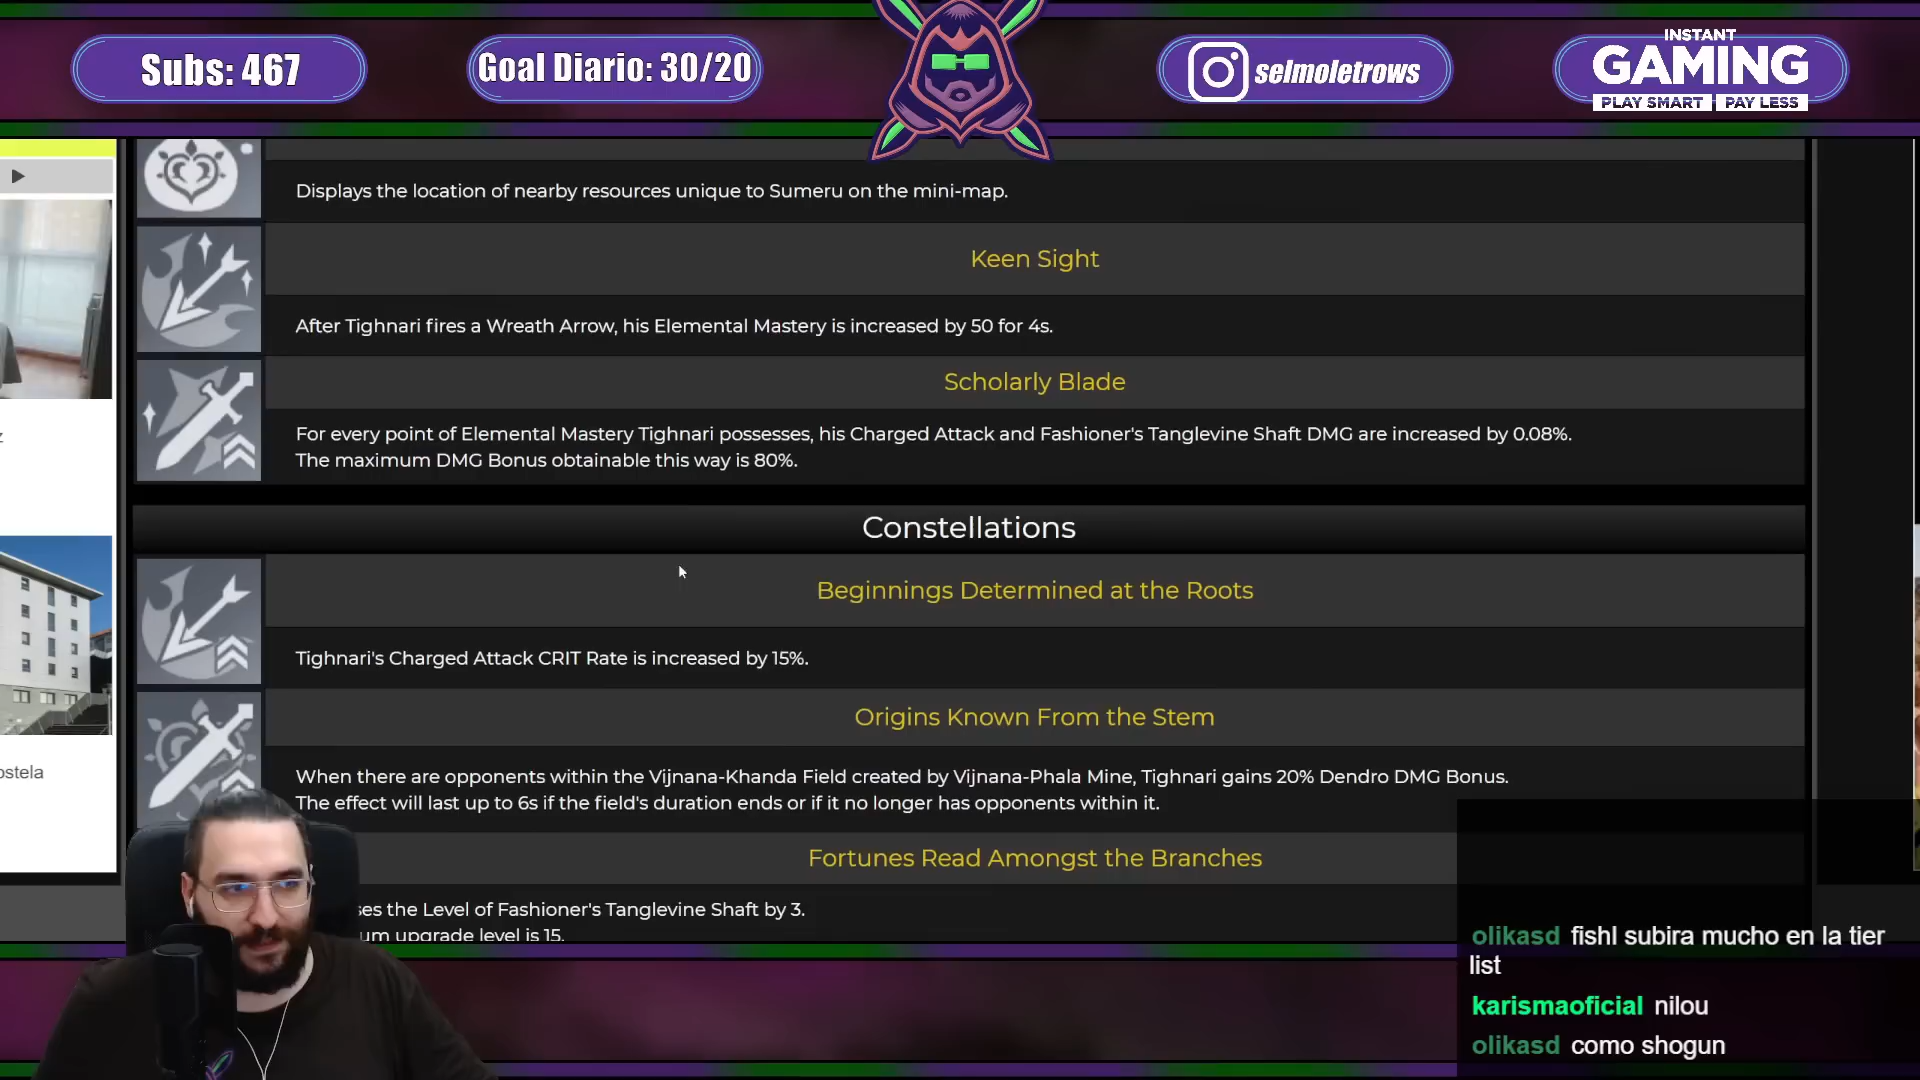 Subs: 467
Goal Diario: 30/20
selmoletrows
INSTANT
GAMING
PLAY SMART PAY LESS
Displays the location of nearby resources unique to Sumeru on the mini-map.
Keen Sight
After Tighnari fires a Wreath Arrow, his Elemental Mastery is increased by 50 for 4s.
Scholarly Blade
For every point of Elemental Mastery Tighnari possesses, his Charged Attack and Fashioner's Tanglevine Shaft DMG are increased by 0.08%.
The maximum DMG Bonus obtainable this way is 80%.
Constellations
Beginnings Determined at the Roots
Tighnari's Charged Attack CRIT Rate is increased by 15%.
Origins Known From the Stem
When there are opponents within the Vijnana-Khanda Field created by Vijnana-Phala Mine, Tighnari gains 20% Dendro DMG Bonus.
The effect will last up to 6s if the field's duration ends or if it no longer has opponents within it.
Fortunes Read Amongst the Branches
ses the Level of Fashioner's Tanglevine Shaft by 3.
um upgrade level is 15.
z
ostela
olikasd fishl subira mucho en la tier
list
karismaoficial nilou
olikasd como shogun